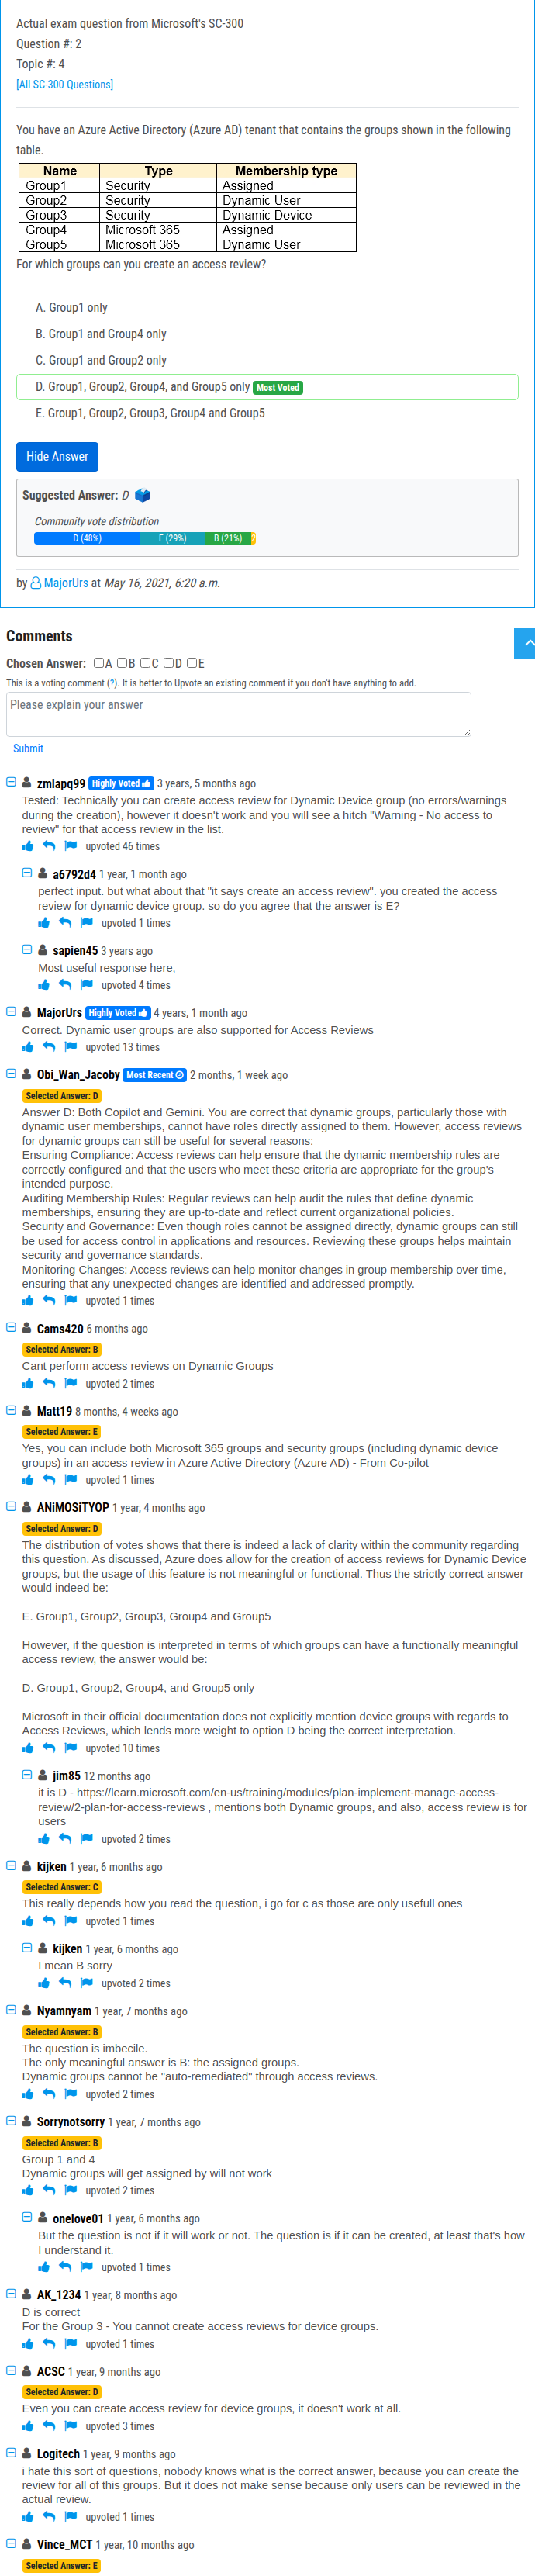 Actual exam question from Microsoft's SC-300
Question #: 2
Topic #: 4
[All SC-300 Questions]
You have an Azure Active Directory (Azure AD) tenant that contains the groups shown in the following
table.
Name Type Membership type
Group1 Security Assigned
Group2 Security Dynamic User
Group3 Security Dynamic Device
Group4 Microsoft 365 Assigned
Group5 Microsoft 365 Dynamic User
For which groups can you create an access review?
A. Group1 only
B. Group1 and Group4 only
C. Group1 and Group2 only
D. Group1, Group2, Group4, and Group5 only Most Voted
E. Group1, Group2, Group3, Group4 and Group5
Hide Answer
Suggested Answer: D
Community vote distribution
D (48%) E (29%) B (21%) 2
by MajorUrs at May 16, 2021, 6:20 a.m.
Comments
Chosen Answer: A B C D E
This is a voting comment (?). It is better to Upvote an existing comment if you don't have anything to add.
Please explain your answer
Submit
zmlapq99 Highly Voted 3 years, 5 months ago
Tested: Technically you can create access review for Dynamic Device group (no errors/warnings
during the creation), however it doesn't work and you will see a hitch "Warning - No access to
review" for that access review in the list.
upvoted 46 times
a6792d4 1 year, 1 month ago
perfect input. but what about that "it says create an access review". you created the access
review for dynamic device group. so do you agree that the answer is E?
upvoted 1 times
sapien45 3 years ago
Most useful response here,
upvoted 4 times
MajorUrs Highly Voted 4 years, 1 month ago
Correct. Dynamic user groups are also supported for Access Reviews
upvoted 13 times
Obi_Wan_Jacoby Most Recent 2 months, 1 week ago
Selected Answer: D
Answer D: Both Copilot and Gemini. You are correct that dynamic groups, particularly those with
dynamic user memberships, cannot have roles directly assigned to them. However, access reviews
for dynamic groups can still be useful for several reasons:
Ensuring Compliance: Access reviews can help ensure that the dynamic membership rules are
correctly configured and that the users who meet these criteria are appropriate for the group's
intended purpose.
Auditing Membership Rules: Regular reviews can help audit the rules that define dynamic
memberships, ensuring they are up-to-date and reflect current organizational policies.
Security and Governance: Even though roles cannot be assigned directly, dynamic groups can still
be used for access control in applications and resources. Reviewing these groups helps maintain
security and governance standards.
Monitoring Changes: Access reviews can help monitor changes in group membership over time,
ensuring that any unexpected changes are identified and addressed promptly.
upvoted 1 times
Cams420 6 months ago
Selected Answer: B
Cant perform access reviews on Dynamic Groups
upvoted 2 times
Matt19 8 months, 4 weeks ago
Selected Answer: E
Yes, you can include both Microsoft 365 groups and security groups (including dynamic device
groups) in an access review in Azure Active Directory (Azure AD) - From Co-pilot
upvoted 1 times
ANiMOSiTYOP 1 year, 4 months ago
Selected Answer: D
The distribution of votes shows that there is indeed a lack of clarity within the community regarding
this question. As discussed, Azure does allow for the creation of access reviews for Dynamic Device
groups, but the usage of this feature is not meaningful or functional. Thus the strictly correct answer
would indeed be:
E. Group1, Group2, Group3, Group4 and Group5
However, if the question is interpreted in terms of which groups can have a functionally meaningful
access review, the answer would be:
D. Group1, Group2, Group4, and Group5 only
Microsoft in their official documentation does not explicitly mention device groups with regards to
Access Reviews, which lends more weight to option D being the correct interpretation.
upvoted 10 times
jim85 12 months ago
it is D - https://learn.microsoft.com/en-us/training/modules/plan-implement-manage-access-
review/2-plan-for-access-reviews , mentions both Dynamic groups, and also, access review is for
users
upvoted 2 times
kijken 1 year, 6 months ago
Selected Answer: C
This really depends how you read the question, i go for c as those are only usefull ones
upvoted 1 times
kijken 1 year, 6 months ago
I mean B sorry
upvoted 2 times
Nyamnyam 1 year, 7 months ago
Selected Answer: B
The question is imbecile.
The only meaningful answer is B: the assigned groups.
Dynamic groups cannot be "auto-remediated" through access reviews.
upvoted 2 times
Sorrynotsorry 1 year, 7 months ago
Selected Answer: B
Group 1 and 4
Dynamic groups will get assigned by will not work
upvoted 2 times
onelove01 1 year, 6 months ago
But the question is not if it will work or not. The question is if it can be created, at least that's how
I understand it.
upvoted 1 times
AK_1234 1 year, 8 months ago
D is correct
For the Group 3 - You cannot create access reviews for device groups.
upvoted 1 times
ACSC 1 year, 9 months ago
Selected Answer: D
Even you can create access review for device groups, it doesn't work at all.
upvoted 3 times
Logitech 1 year, 9 months ago
i hate this sort of questions, nobody knows what is the correct answer, because you can create the
review for all of this groups. But it does not make sense because only users can be reviewed in the
actual review.
upvoted 1 times
Vince_MCT 1 year, 10 months ago
Selected Answer: E